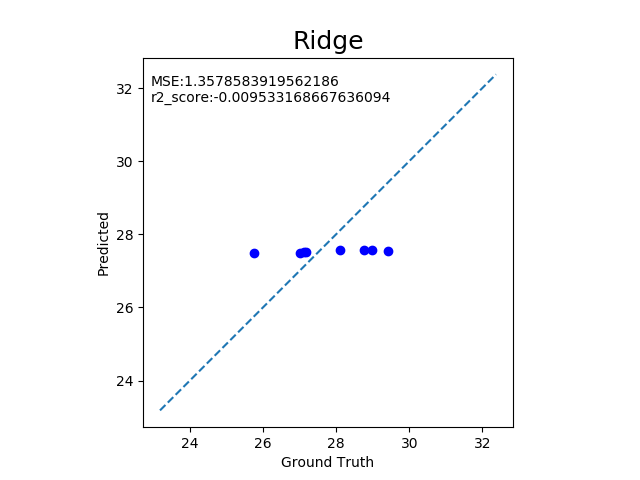 Ridge
MSE:1.3578583919562186
r2_score:-0.009533168667636094
32
30
28
26
24
Predicted
24 26 28 30 32
Ground Truth